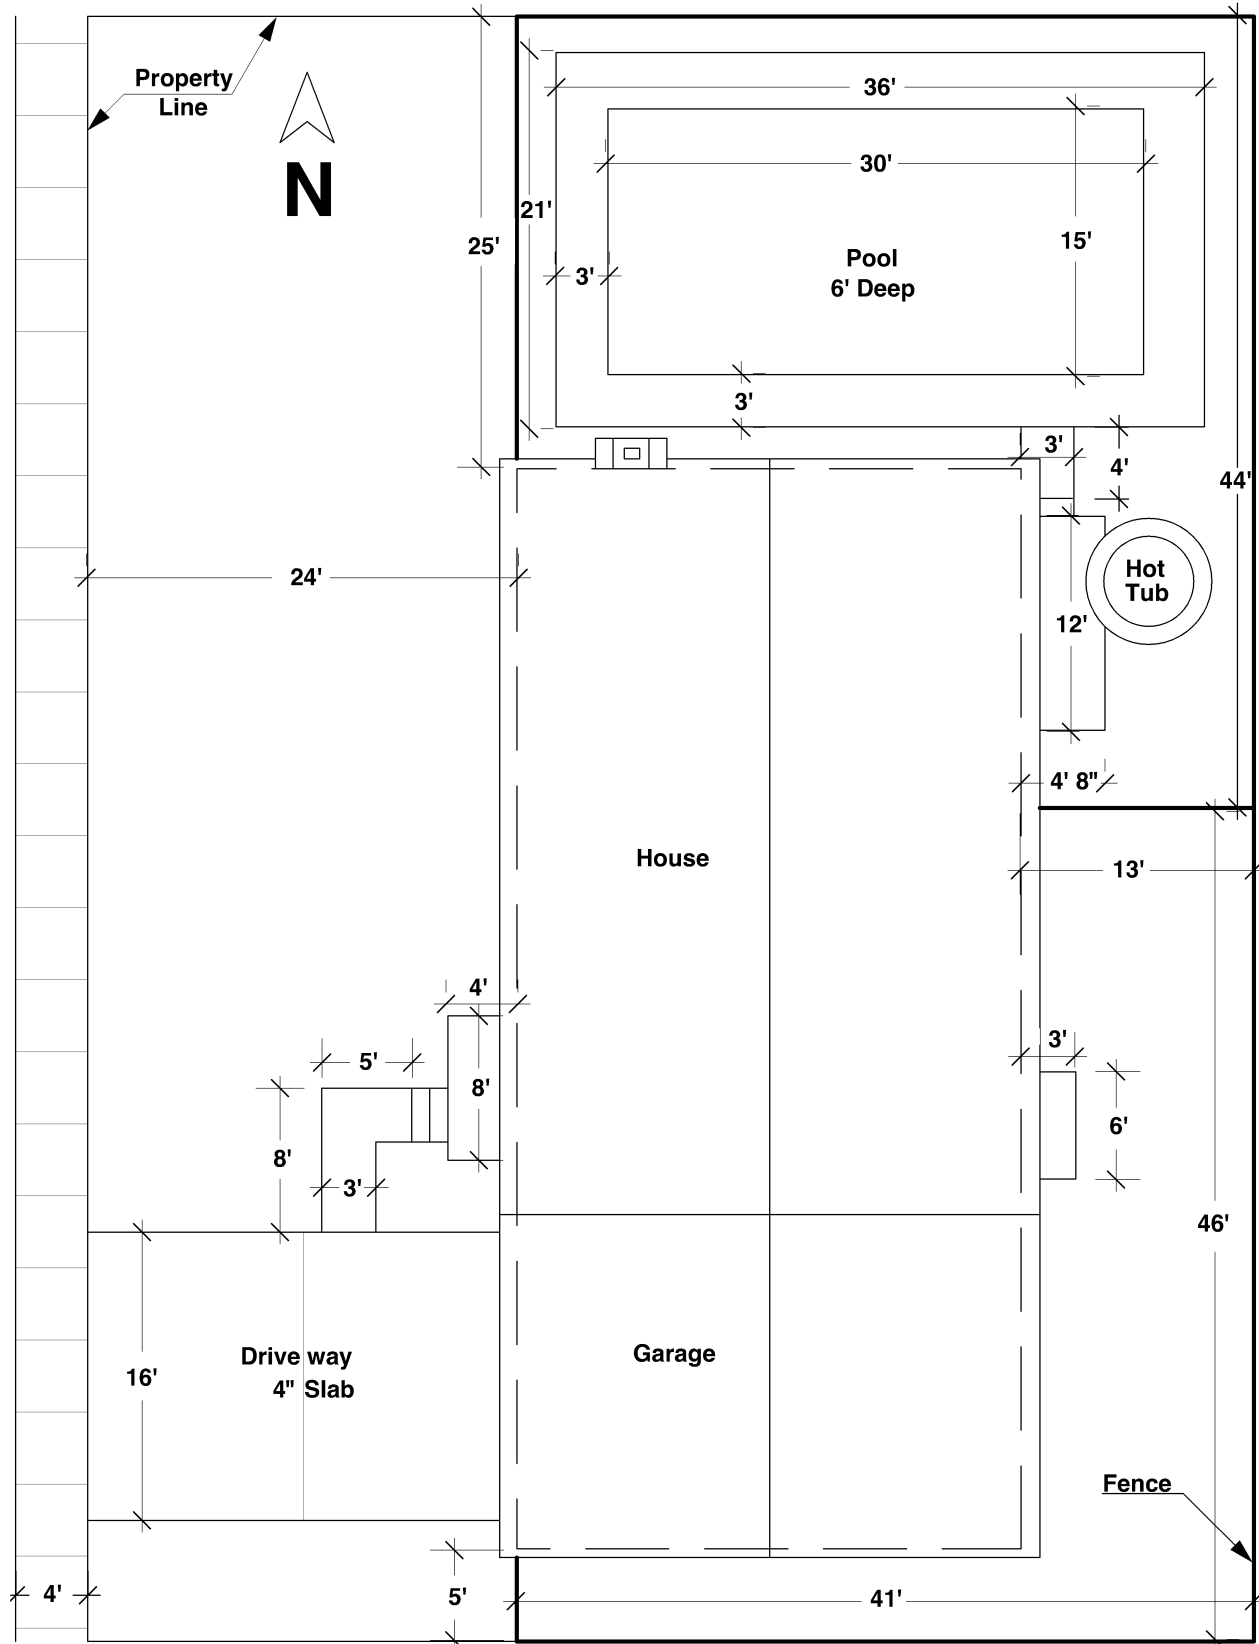 Property
Line
N
36'
30'
21'
25'
15'
Pool
6' Deep
3'
3'
3'
4'
44'
24'
Hot
Tub
12'
4' 8"
House
13'
4'
3'
5'
8'
6'
8'
3'
46'
Drive way
4" Slab
16'
Garage
Fence
4'
5'
41'